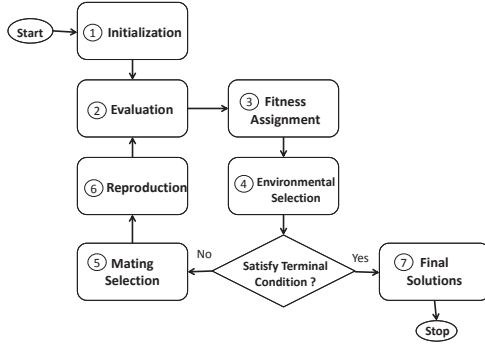 Start
① Initialization
② Evaluation
③ Fitness
Assignment
④ Environmental
Selection
Satisfy Terminal
Condition ?
No
Yes
⑤ Mating
Selection
⑥ Reproduction
⑦ Final
Solutions
Stop